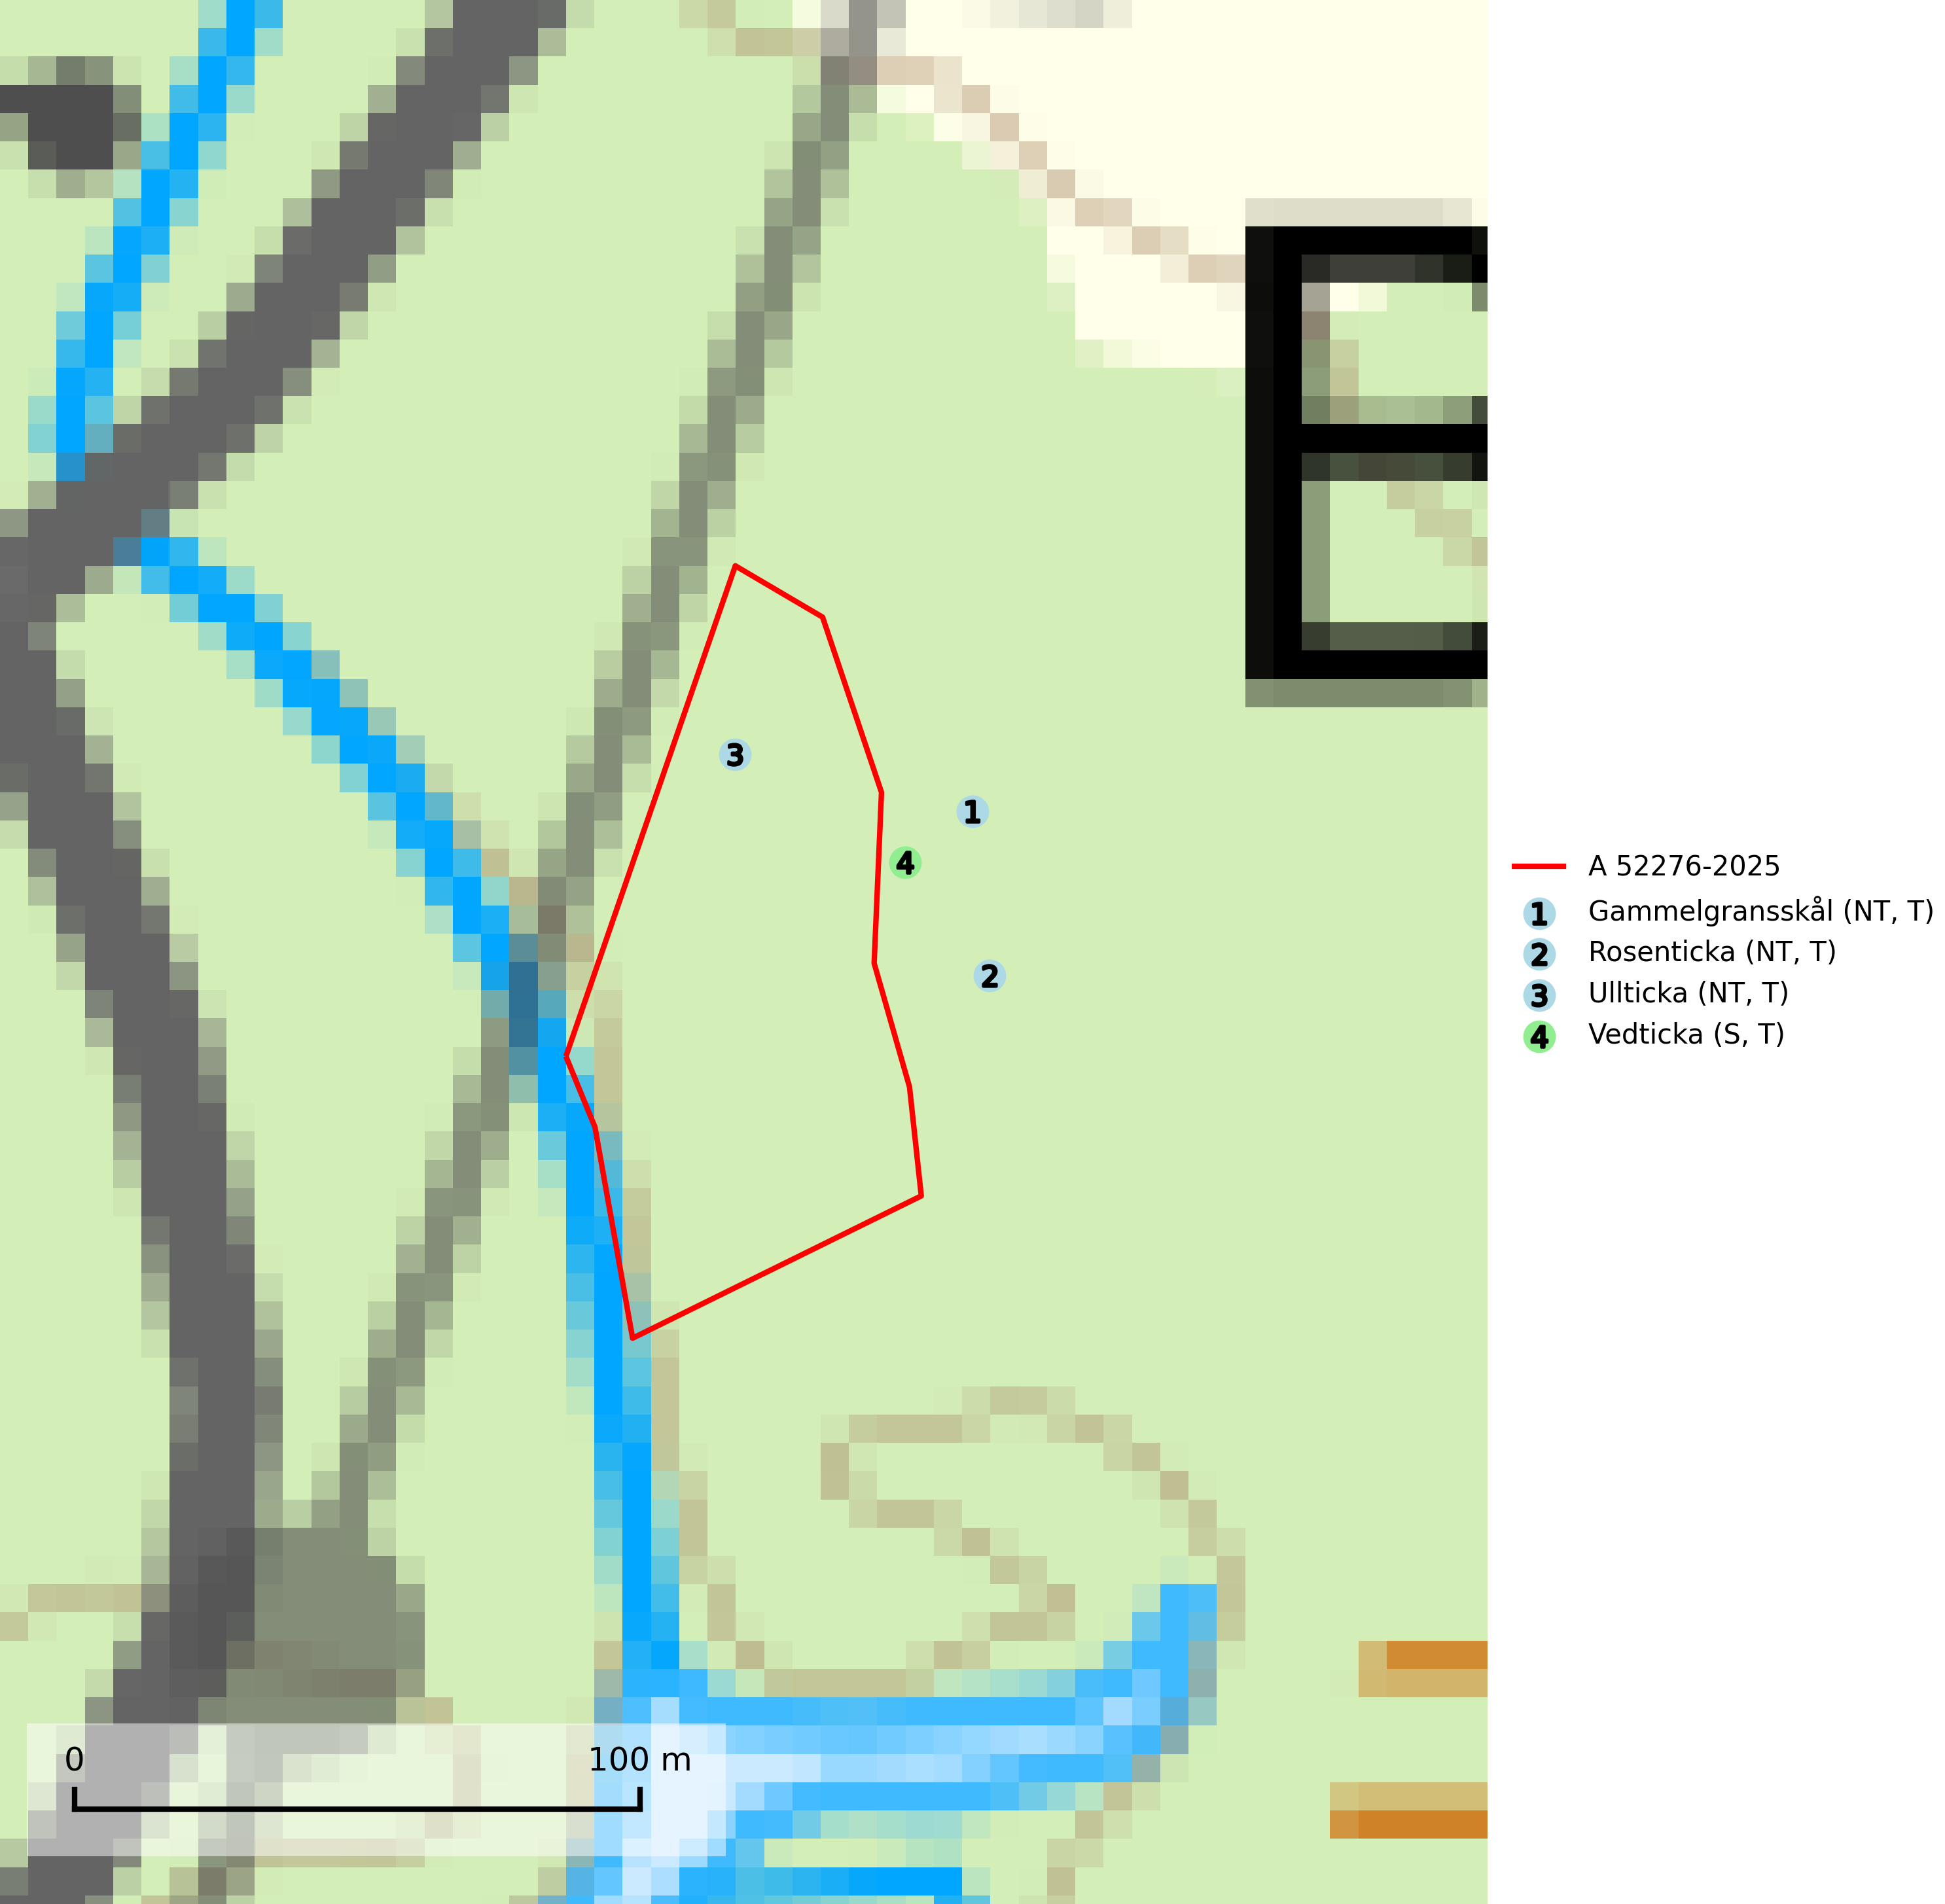 3
1
4
2
A 52276-2025
1 Gammelgransskål (NT, T)
2 Rosenticka (NT, T)
3 Ullticka (NT, T)
4 Vedticka (S, T)
0 100 m